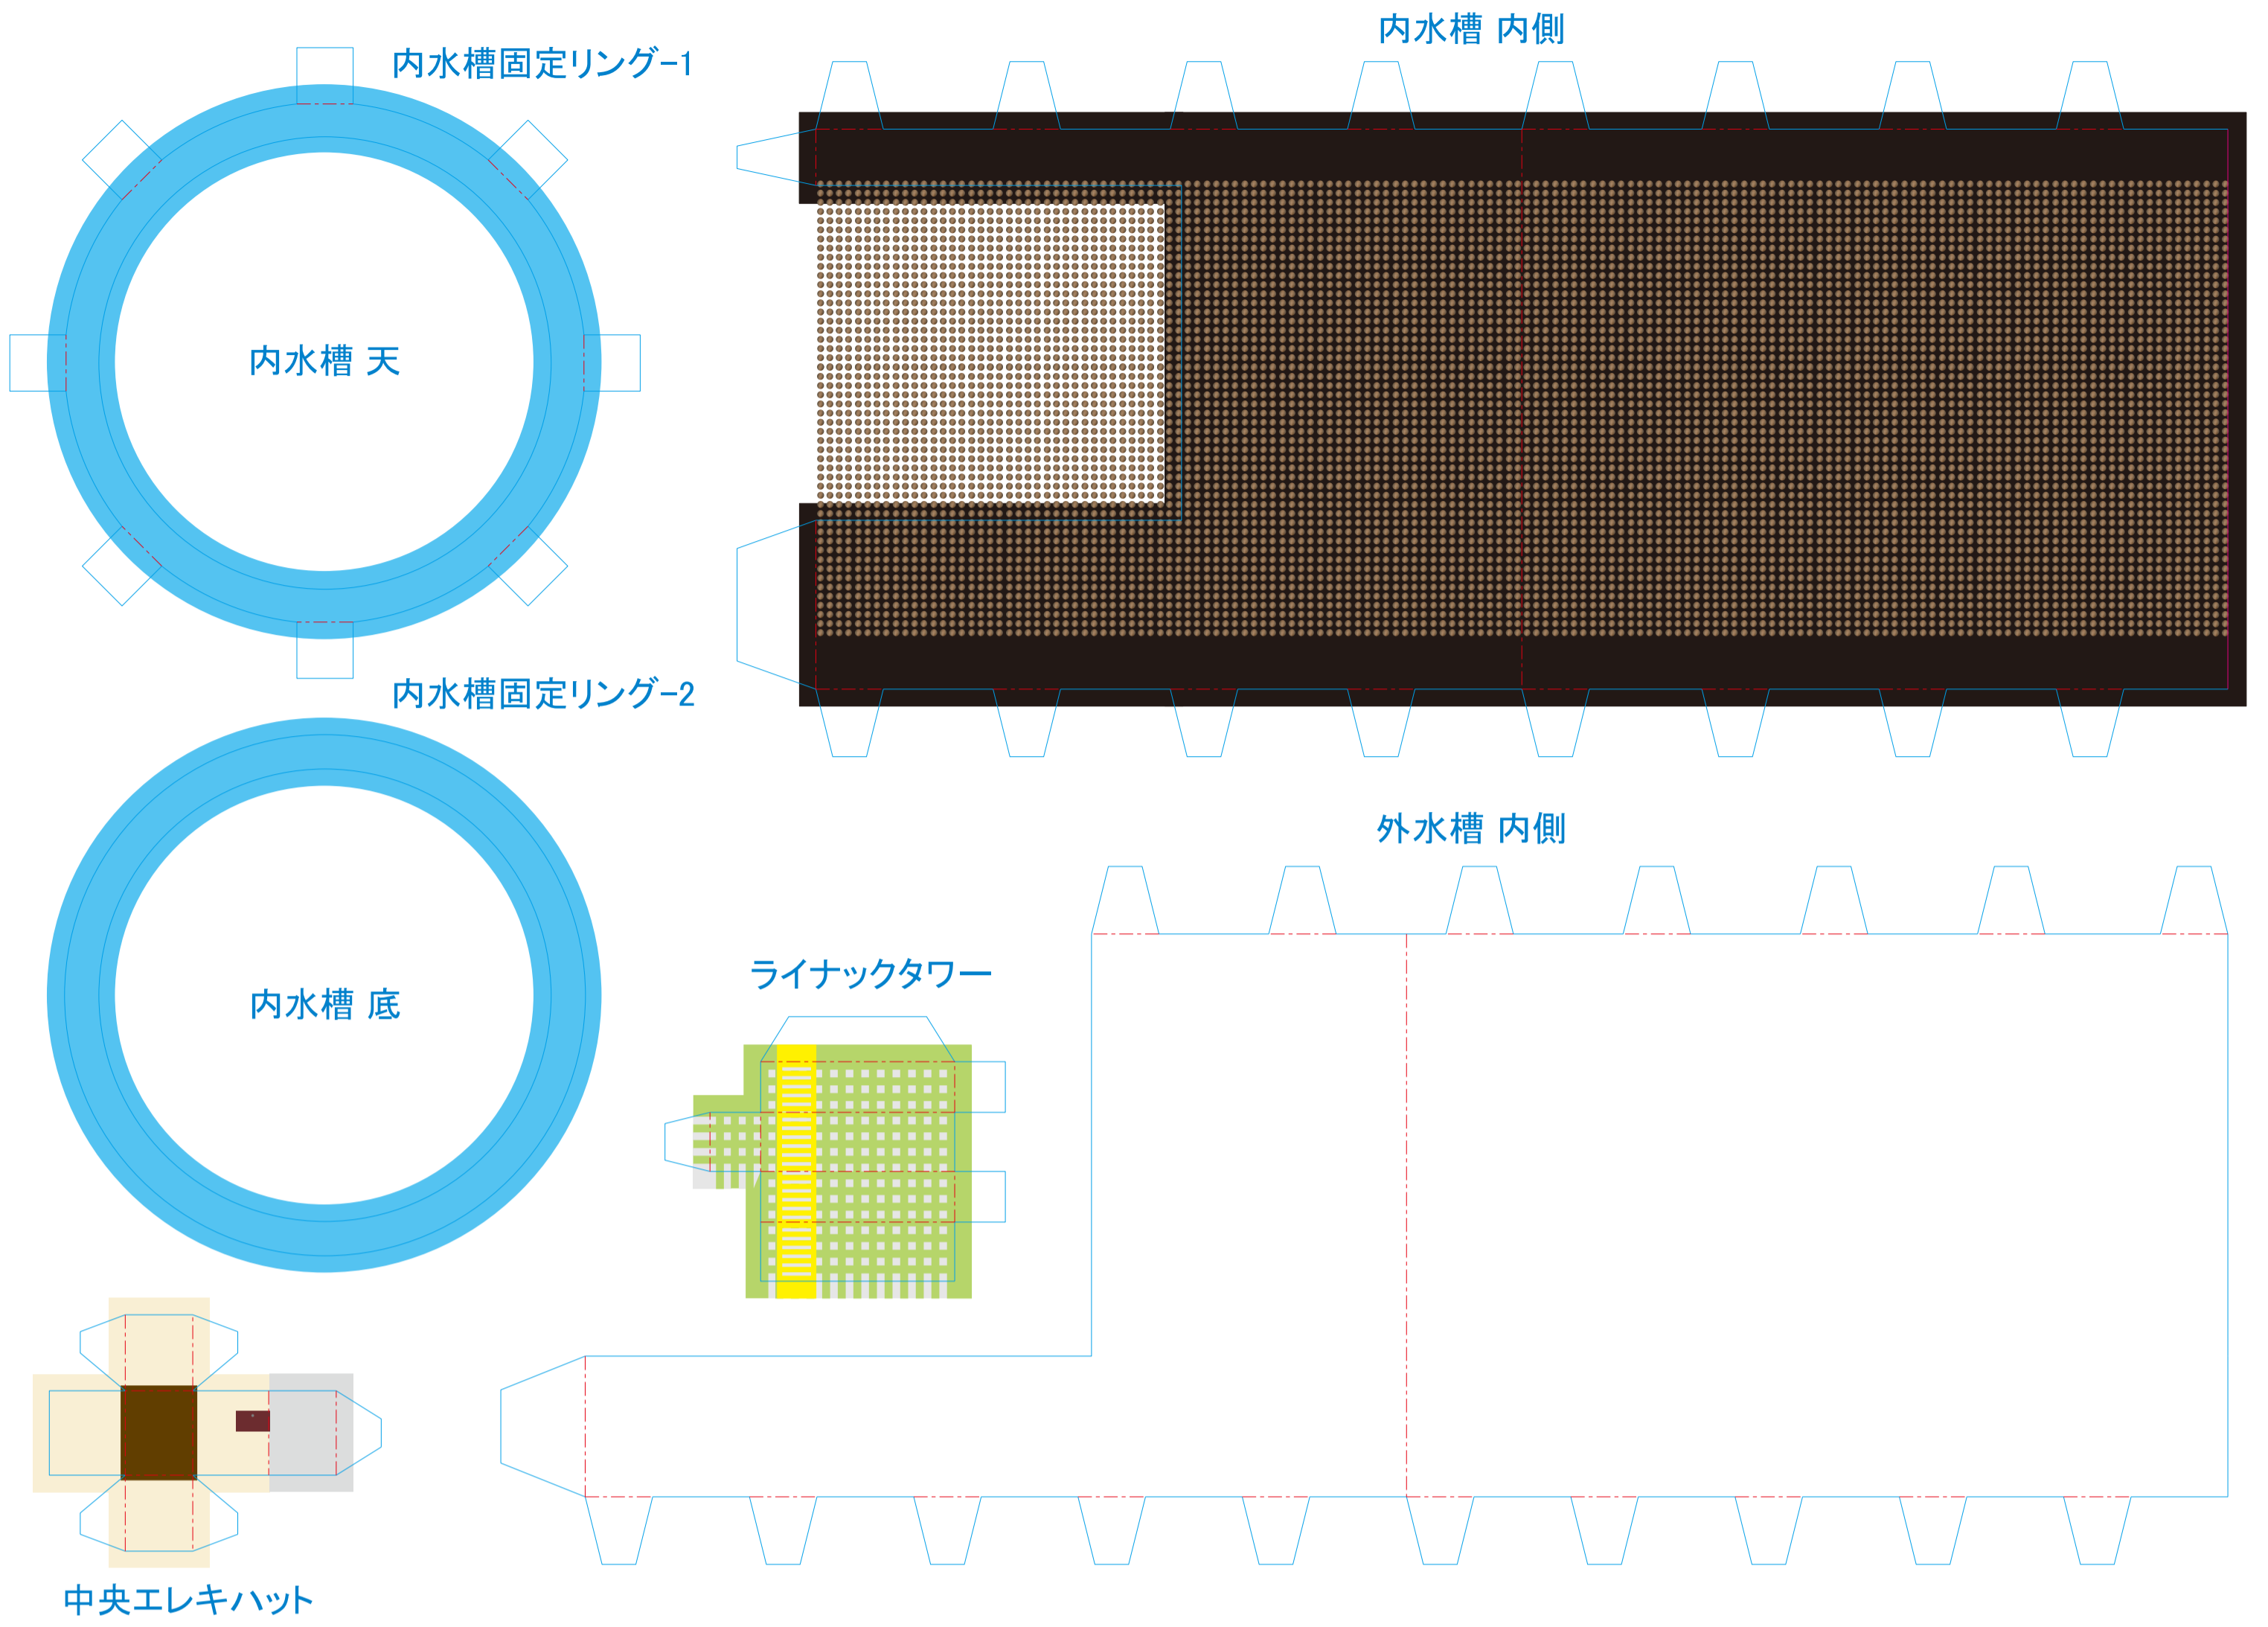 内水槽固定リング-1
内水槽 内側
内水槽 天
内水槽固定リング-2
外水槽 内側
ライナックタワー
内水槽 底
中央エレキハット